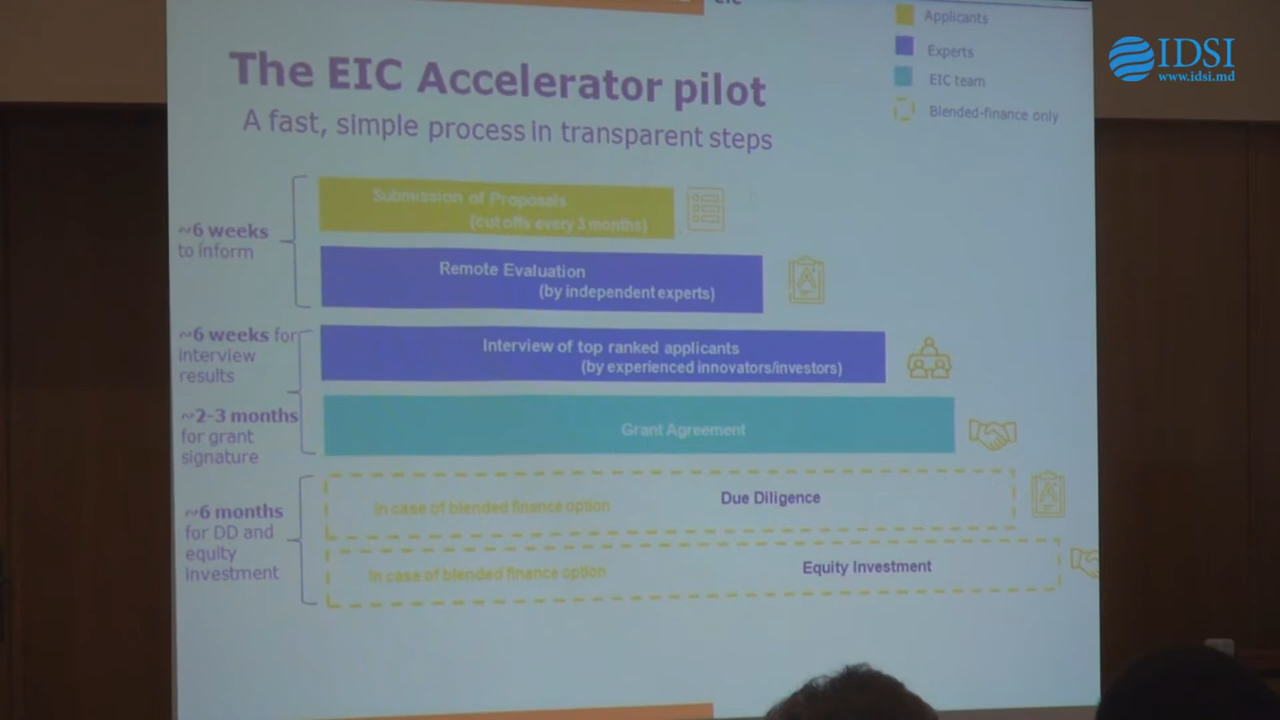 eic
The EIC Accelerator pilot
A fast, simple process in transparent steps
Applicants
Experts
EIC team
Blended-finance only
IDSI
www.idsi.md
~6 weeks
to inform
Submission of Proposals
(cut offs every 3 months)
Remote Evaluation
(by independent experts)
~6 weeks for
interview
results
Interview of top ranked applicants
(by experienced innovators/investors)
~2-3 months
for grant
signature
Grant Agreement
~6 months
for DD and
equity
investment
In case of blended finance option
Due Diligence
In case of blended finance option
Equity Investment